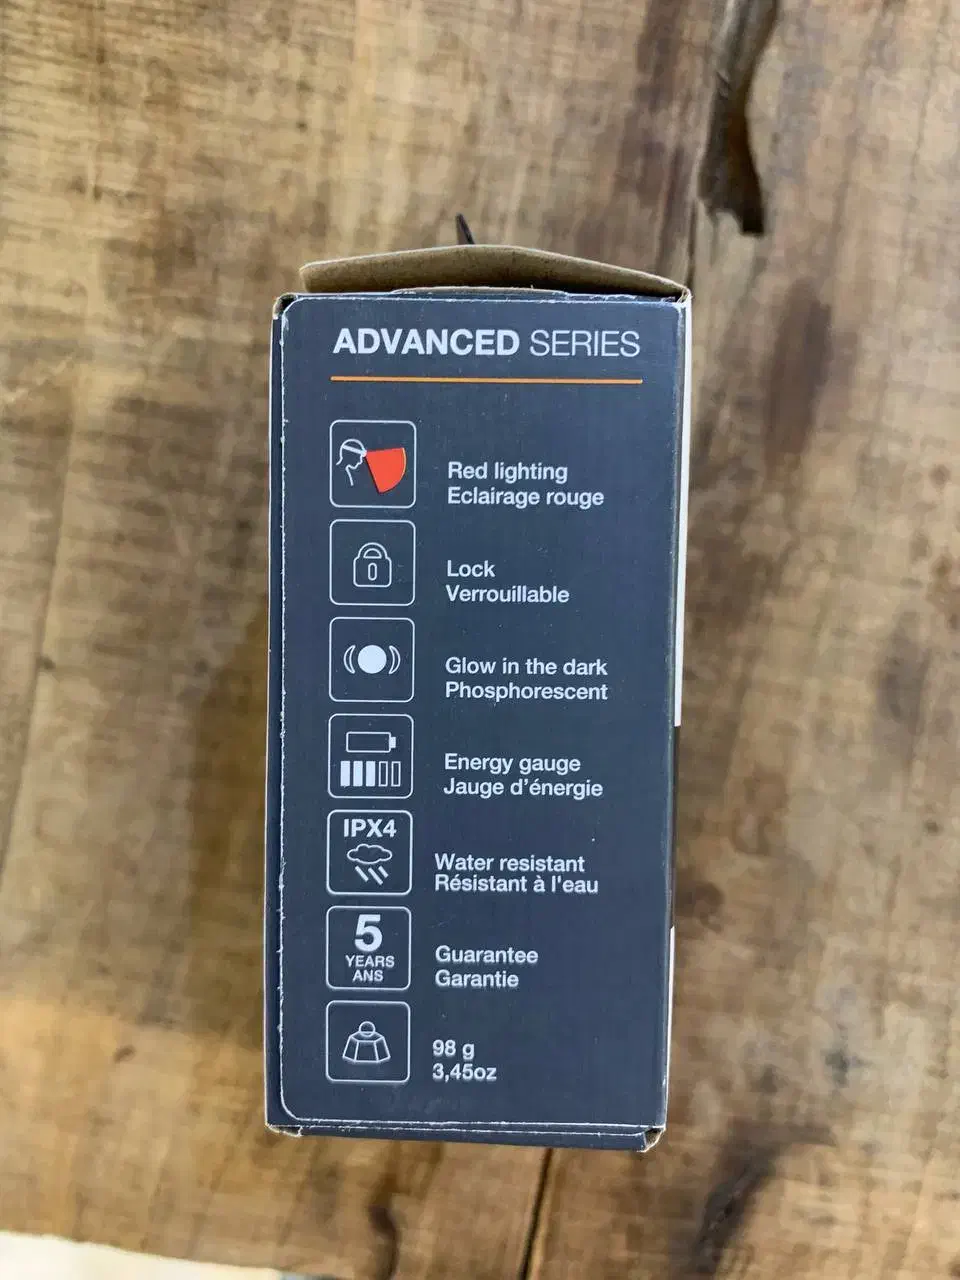 ADVANCED SERIES
Red lighting
Eclairage rouge
Lock
Verrouillable
Glow in the dark
Phosphorescent
Energy gauge
Jauge d'énergie
IPX4
Water resistant
Résistant à l'eau
5
YEARS
ANS
Guarantee
Garantie
98 g
3,45oz